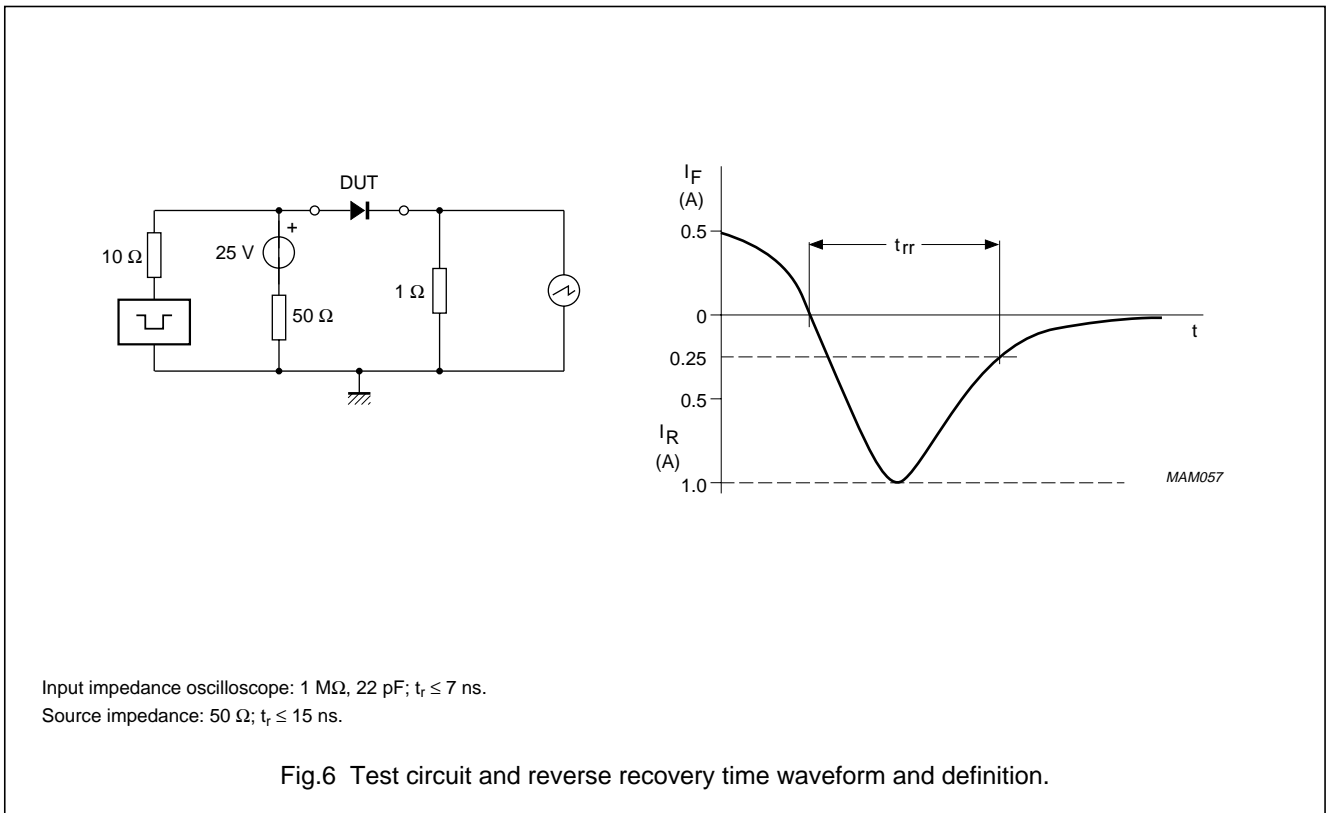 DUT
+
10 Ω
25 V
50 Ω
1 Ω
I_F
(A)
0.5
0
0.25
0.5
I_R
(A)
1.0
t_rr
t
MAM057
Input impedance oscilloscope: 1 MΩ, 22 pF; t_r ≤ 7 ns.
Source impedance: 50 Ω; t_r ≤ 15 ns.
Fig.6 Test circuit and reverse recovery time waveform and definition.